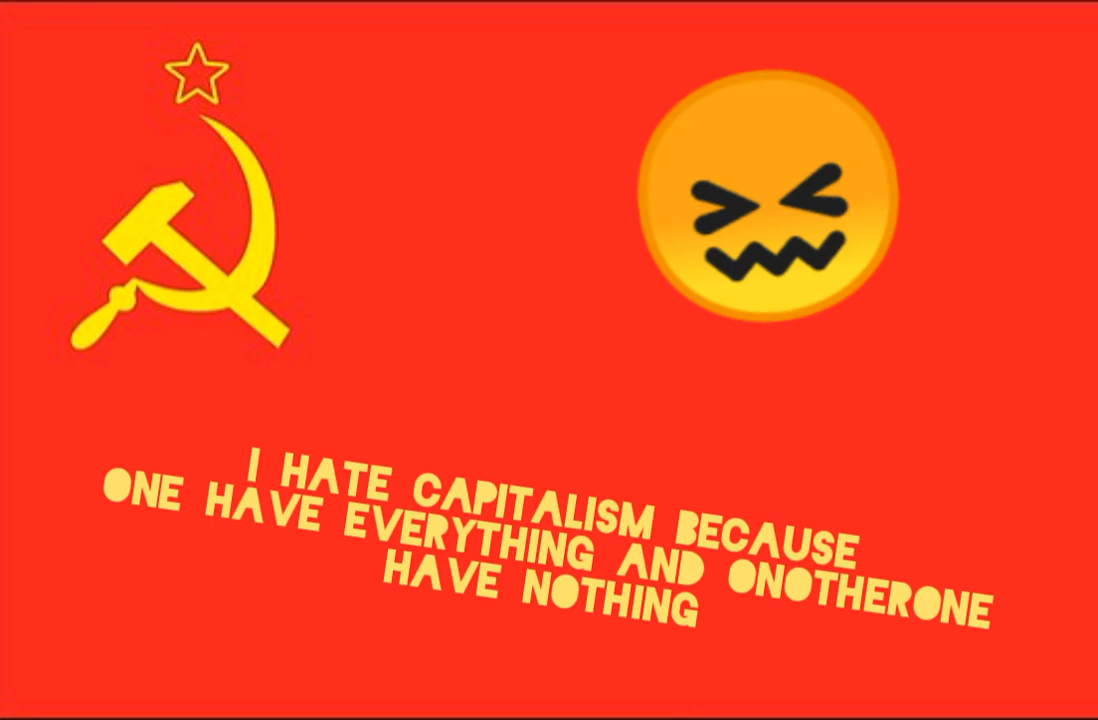 I HATE CAPITALISM BECAUSE
ONE HAVE EVERYTHING AND ONOTHERONE
HAVE NOTHING